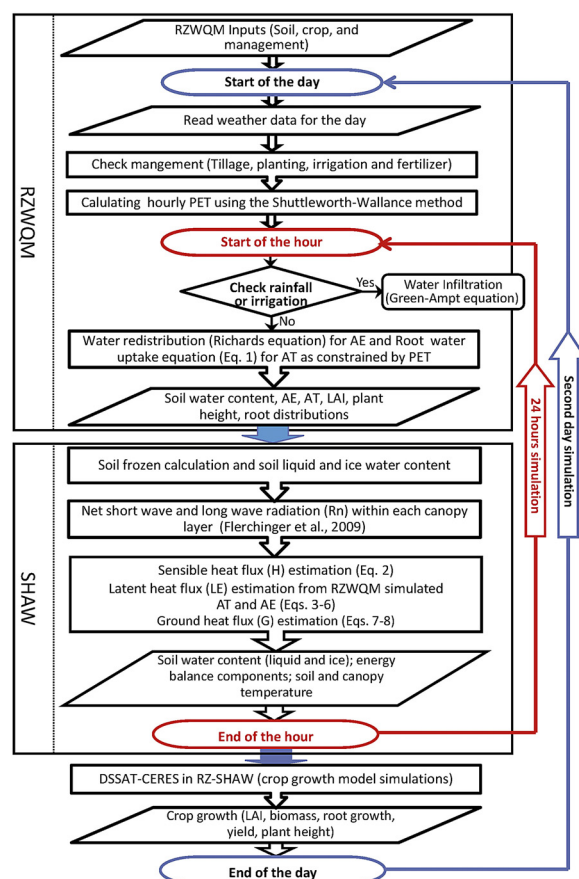 RZWQM Inputs (Soil, crop, and
management)
Start of the day
Read weather data for the day
Check mangement (Tillage, planting, irrigation and fertilizer)
Calulating hourly PET using the Shuttleworth-Wallance method
Start of the hour
Check rainfall
or irrigation
Yes
Water Infiltration
(Green-Ampt equation)
No
Water redistribution (Richards equation) for AE and Root water
uptake equation (Eq. 1) for AT as constrained by PET
Soil water content, AE, AT, LAI, plant
height, root distributions
RZWQM
Soil frozen calculation and soil liquid and ice water content
Net short wave and long wave radiation (Rn) within each canopy
layer (Flerchinger et al., 2009)
Sensible heat flux (H) estimation (Eq. 2)
Latent heat flux (LE) estimation from RZWQM simulated
AT and AE (Eqs. 3-6)
Ground heat flux (G) estimation (Eqs. 7-8)
Soil water content (liquid and ice); energy
balance components; soil and canopy
temperature
End of the hour
SHAW
24 hours simulation
Second day simulation
DSSAT-CERES in RZ-SHAW (crop growth model simulations)
Crop growth (LAI, biomass, root growth,
yield, plant height)
End of the day